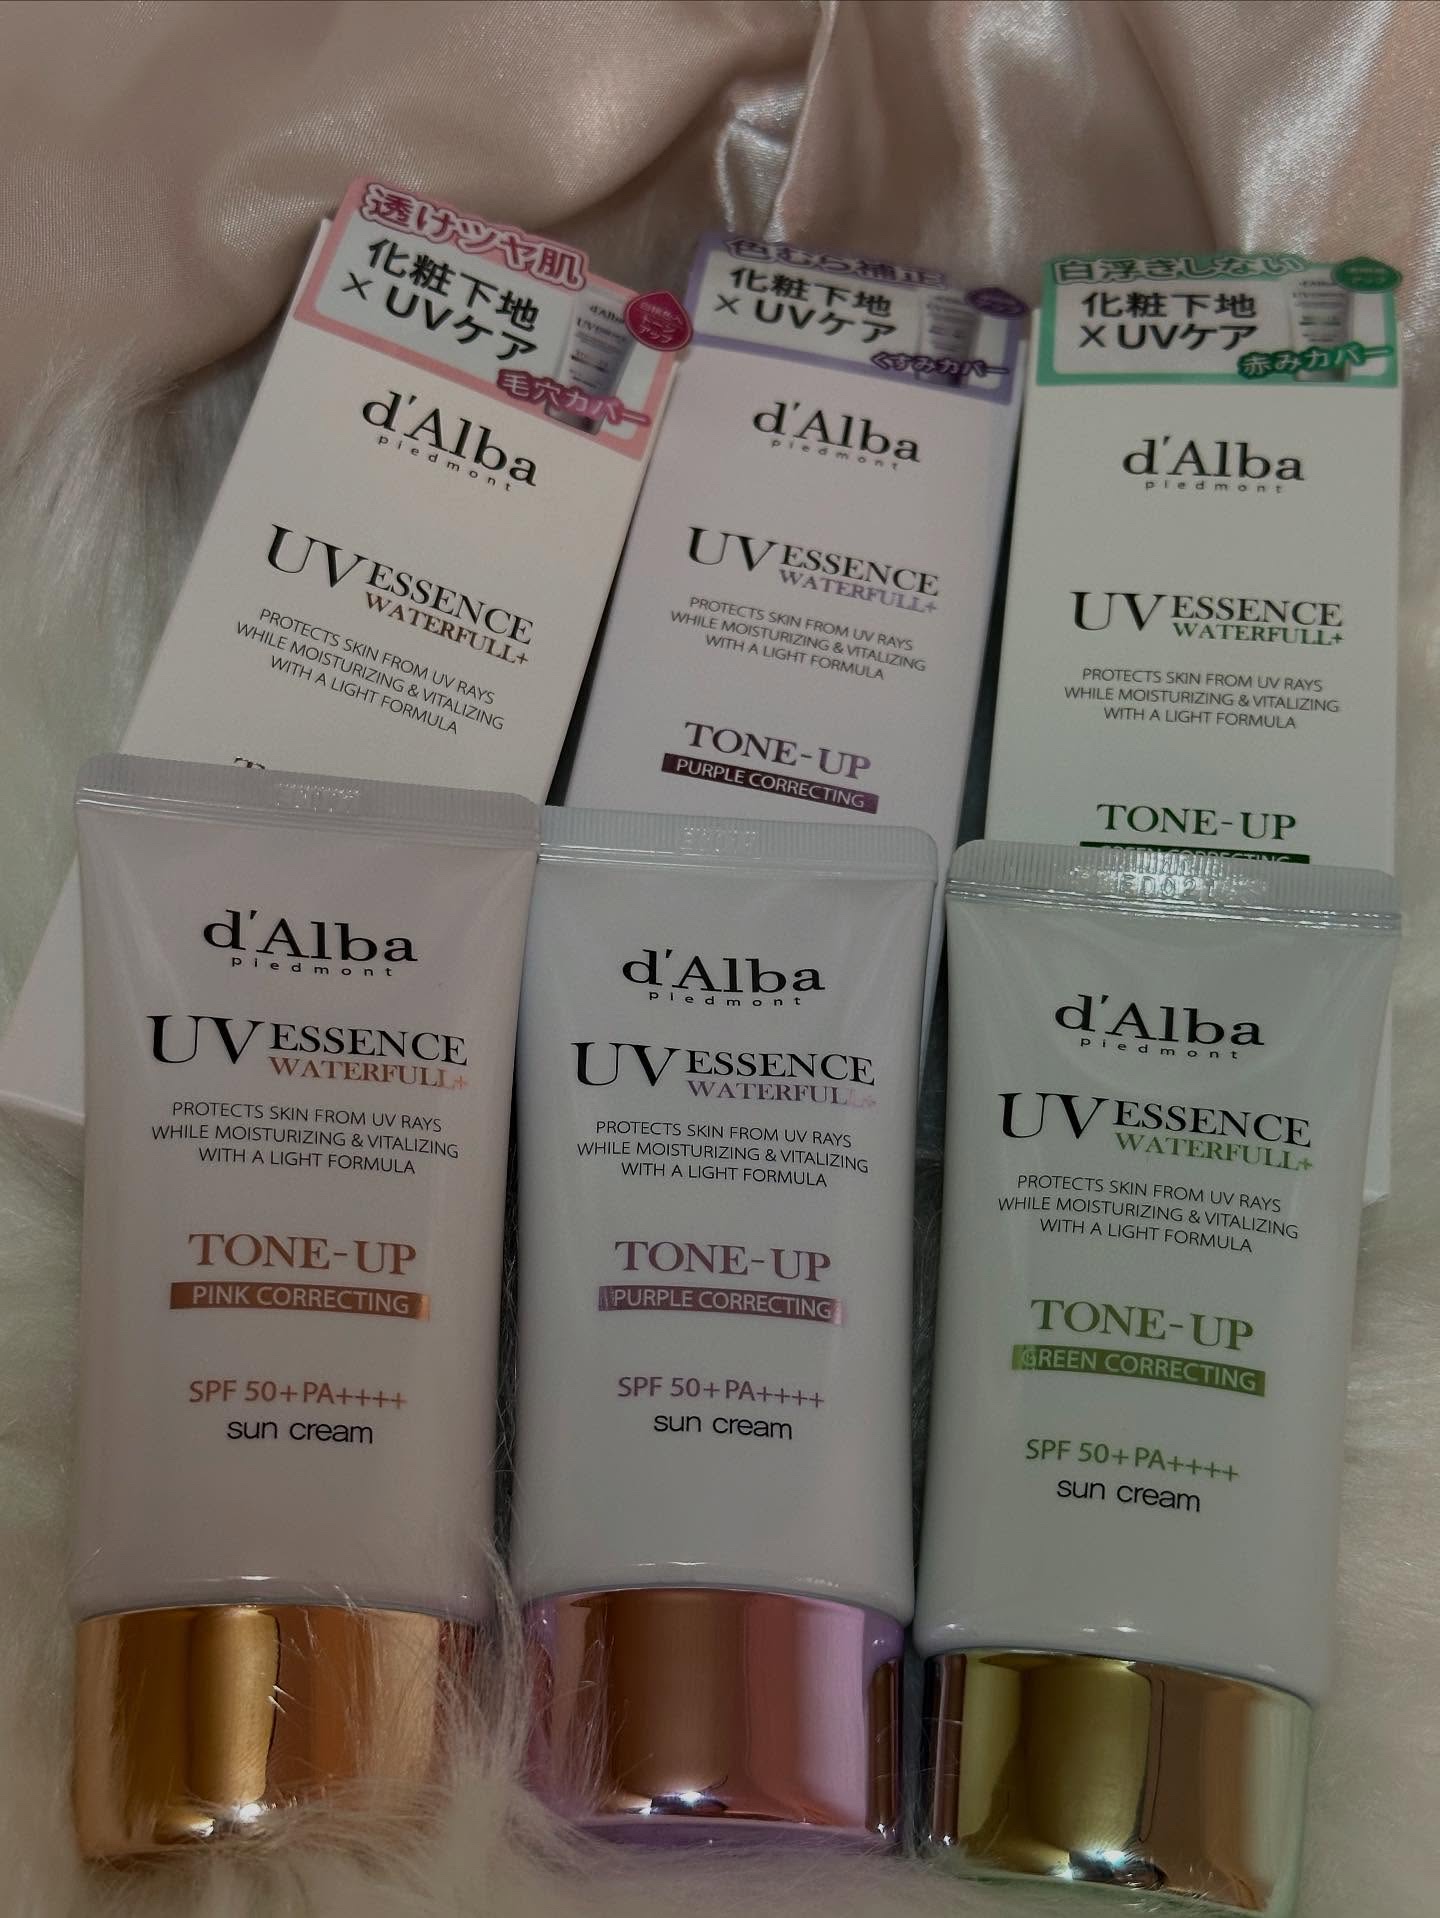 透けツヤ肌
化粧下地
×UVケア
トーン
アップ
毛穴カバー
d'Alba
piedmont
UV ESSENCE
WATERFULL+
PROTECTS SKIN FROM UV RAYS
WHILE MOISTURIZING & VITALIZING
WITH A LIGHT FORMULA
色むら補正
化粧下地
×UVケア
くすみカバー
d'Alba
piedmont
UV ESSENCE
WATERFULL+
PROTECTS SKIN FROM UV RAYS
WHILE MOISTURIZING & VITALIZING
WITH A LIGHT FORMULA
TONE-UP
PURPLE CORRECTING
白浮きしない
化粧下地
×UVケア
赤みカバー
d'Alba
piedmont
UV ESSENCE
WATERFULL+
PROTECTS SKIN FROM UV RAYS
WHILE MOISTURIZING & VITALIZING
WITH A LIGHT FORMULA
TONE-UP
GREEN CORRECTING
d'Alba
piedmont
UV ESSENCE
WATERFULL+
PROTECTS SKIN FROM UV RAYS
WHILE MOISTURIZING & VITALIZING
WITH A LIGHT FORMULA
TONE-UP
PINK CORRECTING
SPF 50+ PA++++
sun cream
d'Alba
piedmont
UV ESSENCE
WATERFULL+
PROTECTS SKIN FROM UV RAYS
WHILE MOISTURIZING & VITALIZING
WITH A LIGHT FORMULA
TONE-UP
PURPLE CORRECTING
SPF 50+ PA++++
sun cream
d'Alba
piedmont
UV ESSENCE
WATERFULL+
PROTECTS SKIN FROM UV RAYS
WHILE MOISTURIZING & VITALIZING
WITH A LIGHT FORMULA
TONE-UP
GREEN CORRECTING
SPF 50+ PA++++
sun cream